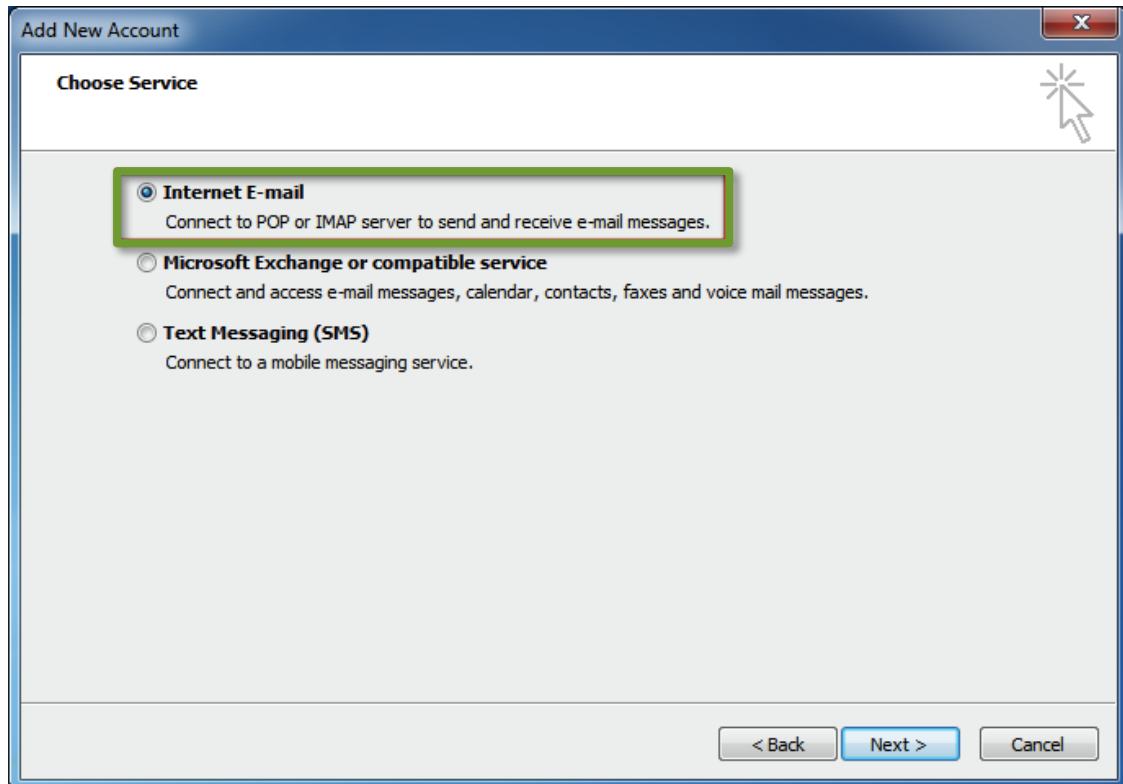 Add New Account
Choose Service
Internet E-mail
Connect to POP or IMAP server to send and receive e-mail messages.
Microsoft Exchange or compatible service
Connect and access e-mail messages, calendar, contacts, faxes and voice mail messages.
Text Messaging (SMS)
Connect to a mobile messaging service.
< Back Next > Cancel